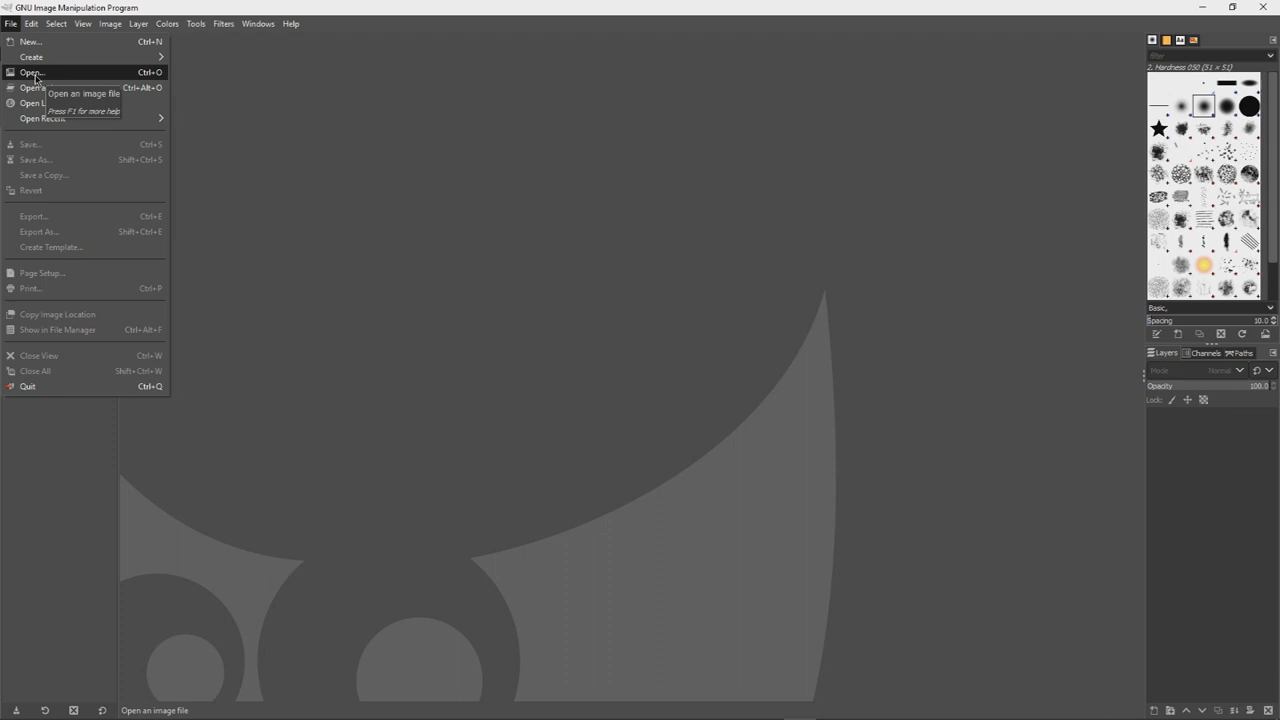 GNU Image Manipulation Program
File Edit Select View Image Layer Colors Tools Filters Windows Help
New... Ctrl+N
Create
Open... Ctrl+O
Ctrl+Alt+O
Open an image file
Press F1 for more help
Open Recent
Save... Ctrl+S
Save As... Shift+Ctrl+S
Save a Copy...
Revert
Export... Ctrl+E
Export As... Shift+Ctrl+E
Create Template...
Page Setup...
Print... Ctrl+P
Copy Image Location
Show in File Manager Ctrl+Alt+F
Close View Ctrl+W
Close All Shift+Ctrl+W
Quit Ctrl+Q
Open an image file
filter
2. Hardness 050 (51 × 51)
Basic,
Spacing 10.0
Layers Channels Paths
Mode Normal
Opacity 100.0
Lock: